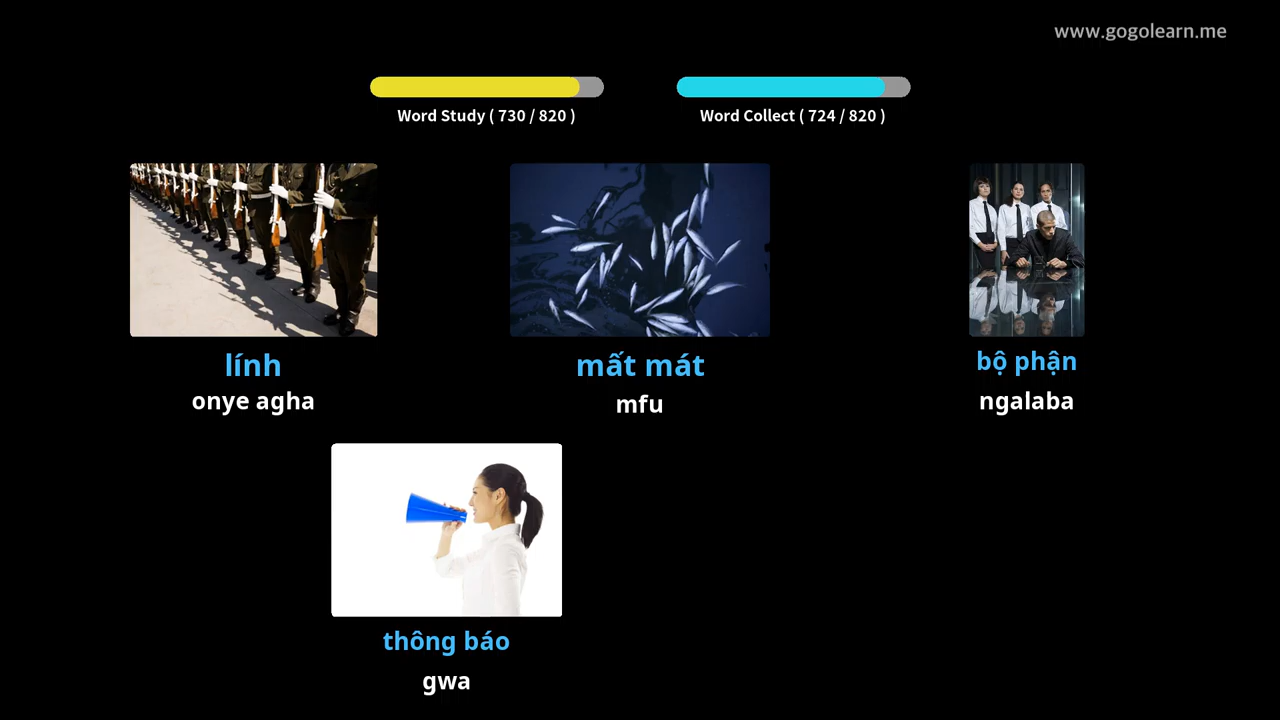 www.gogolearn.me
Word Study ( 730 / 820 )
Word Collect ( 724 / 820 )
lính
onye agha
mất mát
mfu
bộ phận
ngalaba
thông báo
gwa